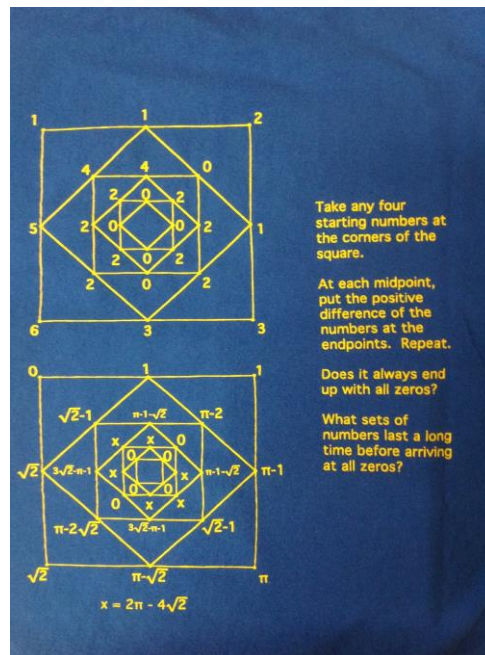 1 1 2
4 4 0
2 0 2
5 2 0 0 2 1
2 0 2
2 0 2
6 3 3
Take any four
starting numbers at
the corners of the
square.
At each midpoint,
put the positive
difference of the
numbers at the
endpoints. Repeat.
Does it always end
up with all zeros?
What sets of
numbers last a long
time before arriving
at all zeros?
0 1 1
√2-1 π-1-√2 π-2
x x 0
0 0
√2 3√2-π-1 x x π-1-√2 π-1
0 0
0 x x
π-2√2 3√2-π-1 √2-1
√2 π-√2 π
x = 2π - 4√2